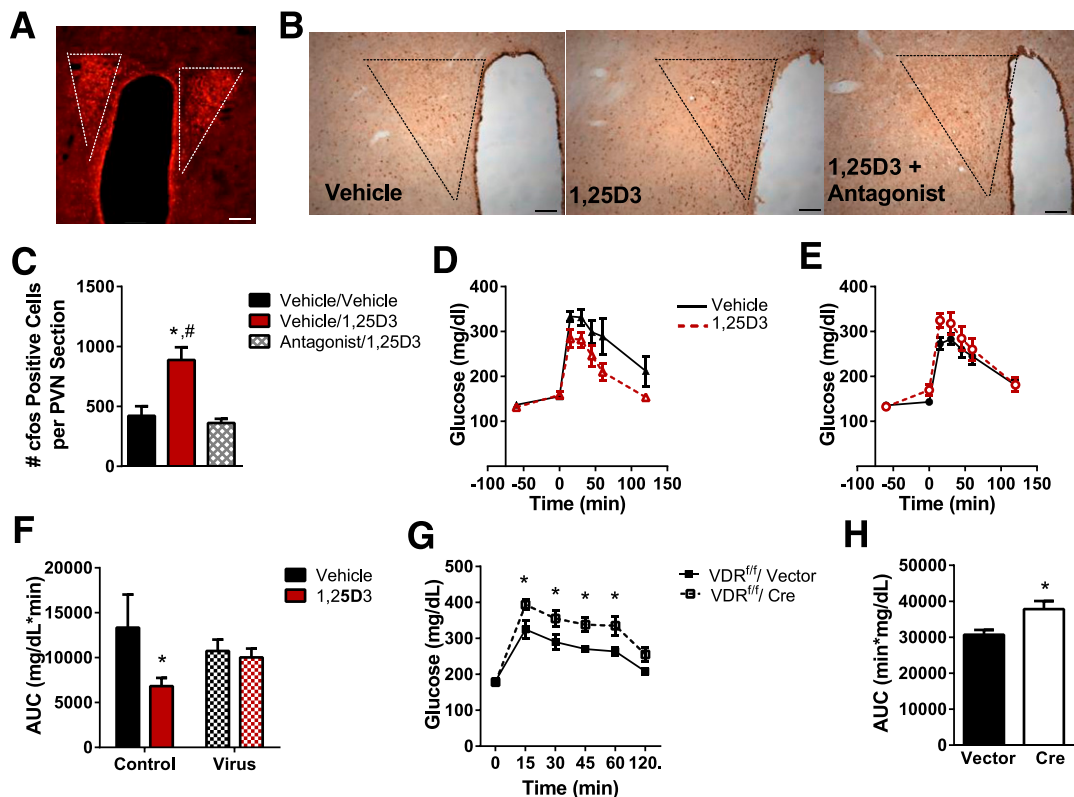 A
B
Vehicle
1,25D3
1,25D3 +
Antagonist
C
# cfos Positive Cells
per PVN Section
1500
1000
500
0
*,#
Vehicle/Vehicle
Vehicle/1,25D3
Antagonist/1,25D3
D
Glucose (mg/dl)
400
300
200
100
-100 -50 0 50 100 150
Time (min)
Vehicle
1,25D3
E
Glucose (mg/dl)
400
300
200
100
-100 -50 0 50 100 150
Time (min)
F
AUC (mg/dL*min)
20000
15000
10000
5000
0
*
Control Virus
Vehicle
1,25D3
G
Glucose (mg/dL)
500
400
300
200
0
* * * *
0 15 30 45 60 120.
Time (min)
VDRf/f/ Vector
VDRf/f/ Cre
H
AUC (min*mg/dL)
50000
40000
30000
20000
10000
0
*
Vector Cre